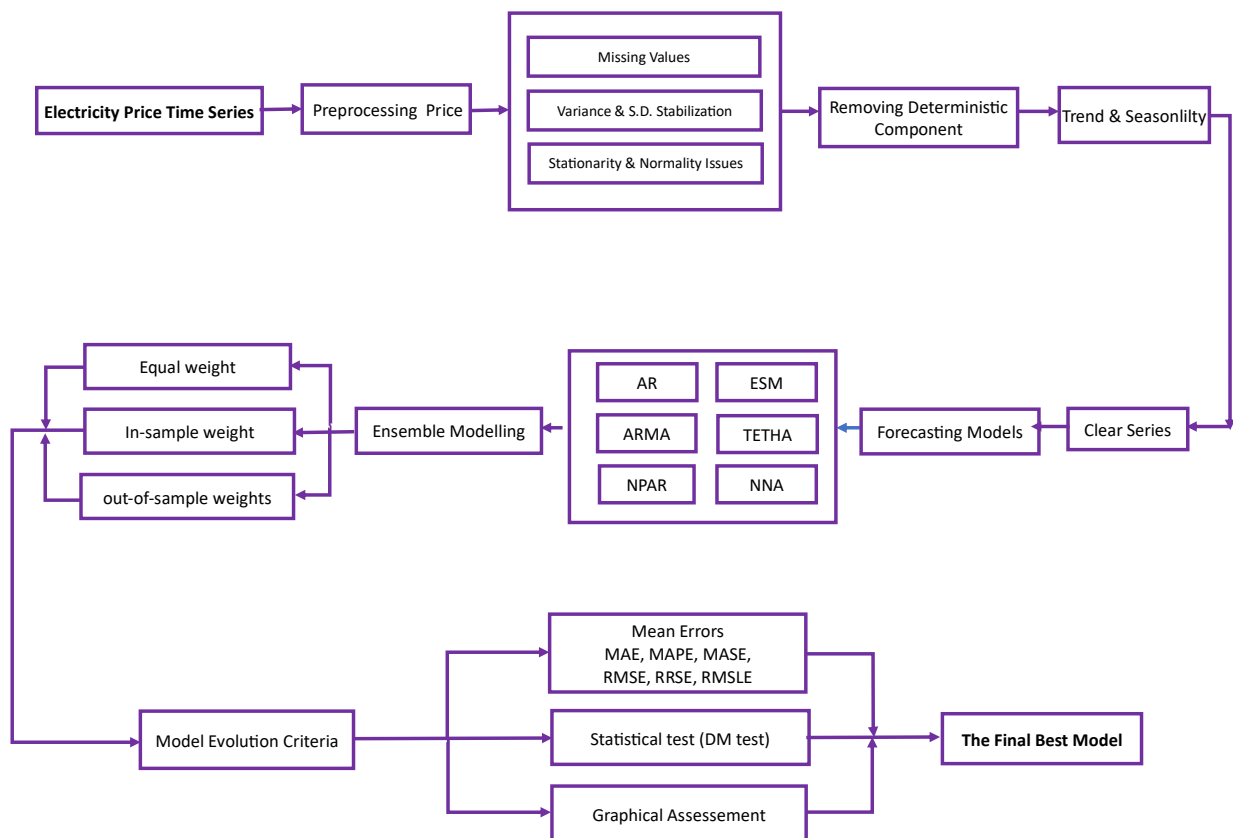 Electricity Price Time Series
Preprocessing Price
Missing Values
Variance & S.D. Stabilization
Stationarity & Normality Issues
Removing Deterministic
Component
Trend & Seasonlilty
Clear Series
Forecasting Models
AR
ESM
ARMA
TETHA
NPAR
NNA
Ensemble Modelling
Equal weight
In-sample weight
out-of-sample weights
Model Evolution Criteria
Mean Errors
MAE, MAPE, MASE,
RMSE, RRSE, RMSLE
Statistical test (DM test)
Graphical Assessment
The Final Best Model